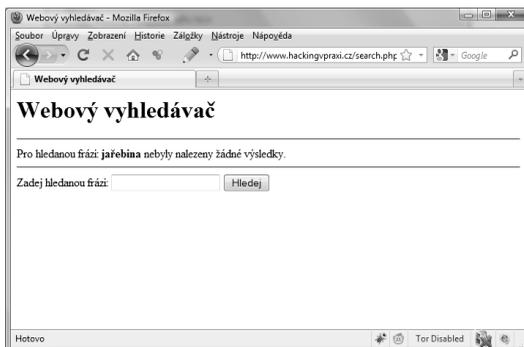 Webový vyhledávač - Mozilla Firefox
Soubor Úpravy Zobrazení Historie Záložky Nástroje Nápověda
http://www.hackingvpraxi.cz/search.php
Google
Webový vyhledávač
Webový vyhledávač
Pro hledanou frázi: jařebina nebyly nalezeny žádné výsledky.
Zadej hledanou frázi:
Hledej
Hotovo
Tor Disabled